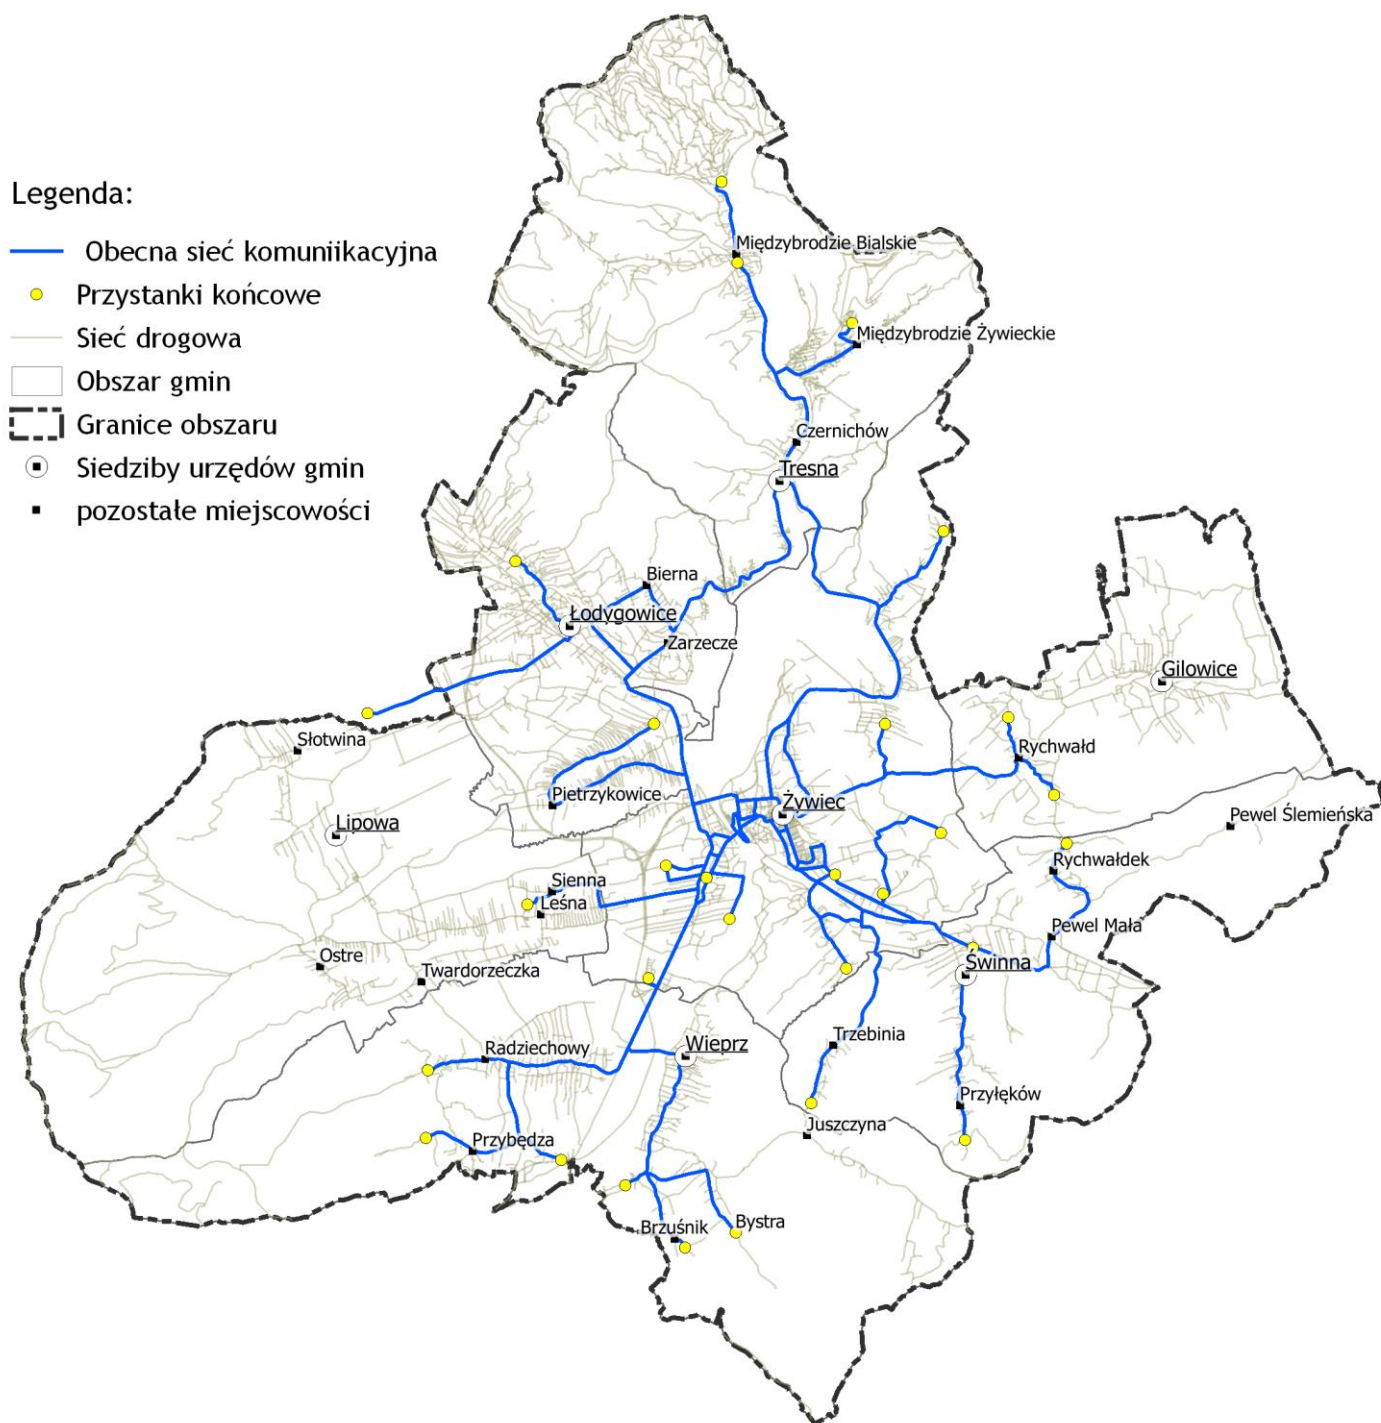 Legenda:
Obecna sieć komuniikacyjna
Przystanki końcowe
Sieć drogowa
Obszar gmin
Granice obszaru
Siedziby urzędów gmin
pozostałe miejscowości
Międzybrodzie Bialskie
Międzybrodzie Żywieckie
Czernichów
Tresna
Bierna
Łodygowice
Zarzecze
Gilowice
Słotwina
Rychwałd
Pietrzykowice
Żywiec
Lipowa
Pewel Ślemieńska
Rychwałdek
Sienna
Leśna
Pewel Mała
Ostre
Twardorzeczka
Świnna
Radziechowy
Wieprz
Trzebinia
Przyłęków
Juszczyna
Przybędza
Brzuśnik
Bystra